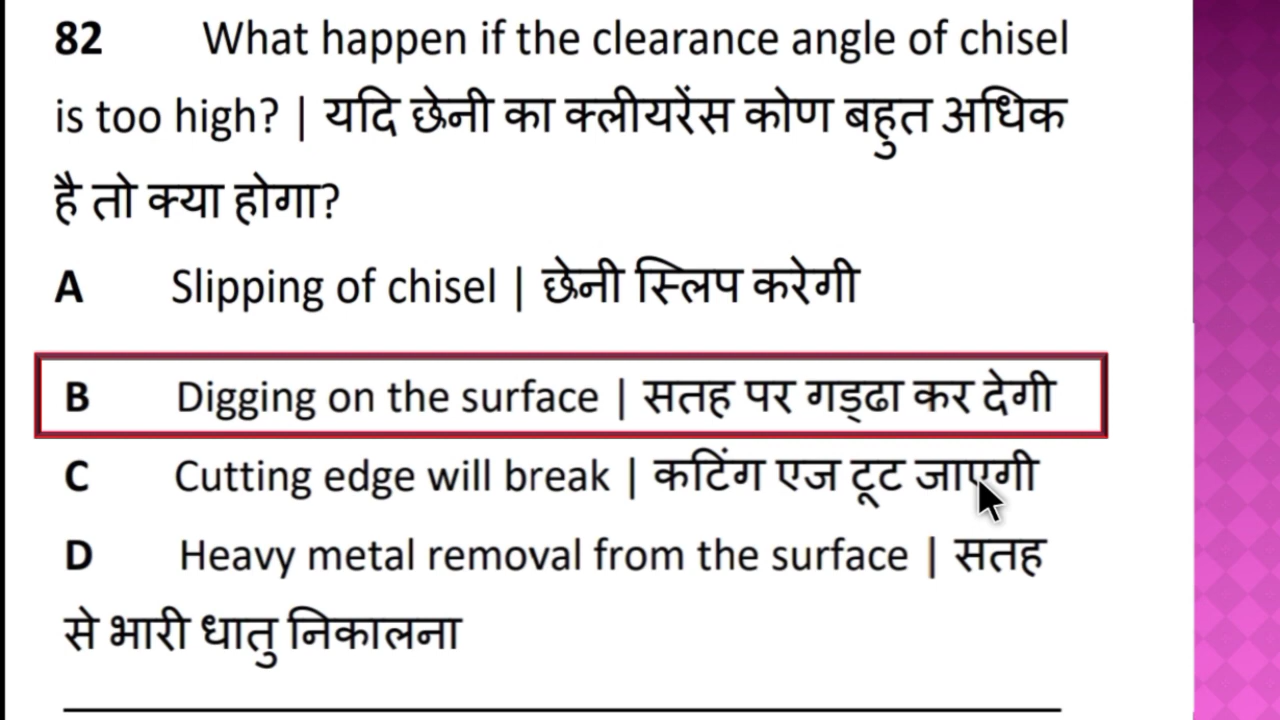 82 What happen if the clearance angle of chisel
is too high? | यदि छेनी का क्लीयरेंस कोण बहुत अधिक
है तो क्या होगा?
A Slipping of chisel | छेनी स्लिप करेगी
B Digging on the surface | सतह पर गड्ढा कर देगी
C Cutting edge will break | कटिंग एज टूट जाएगी
D Heavy metal removal from the surface | सतह
से भारी धातु निकालना